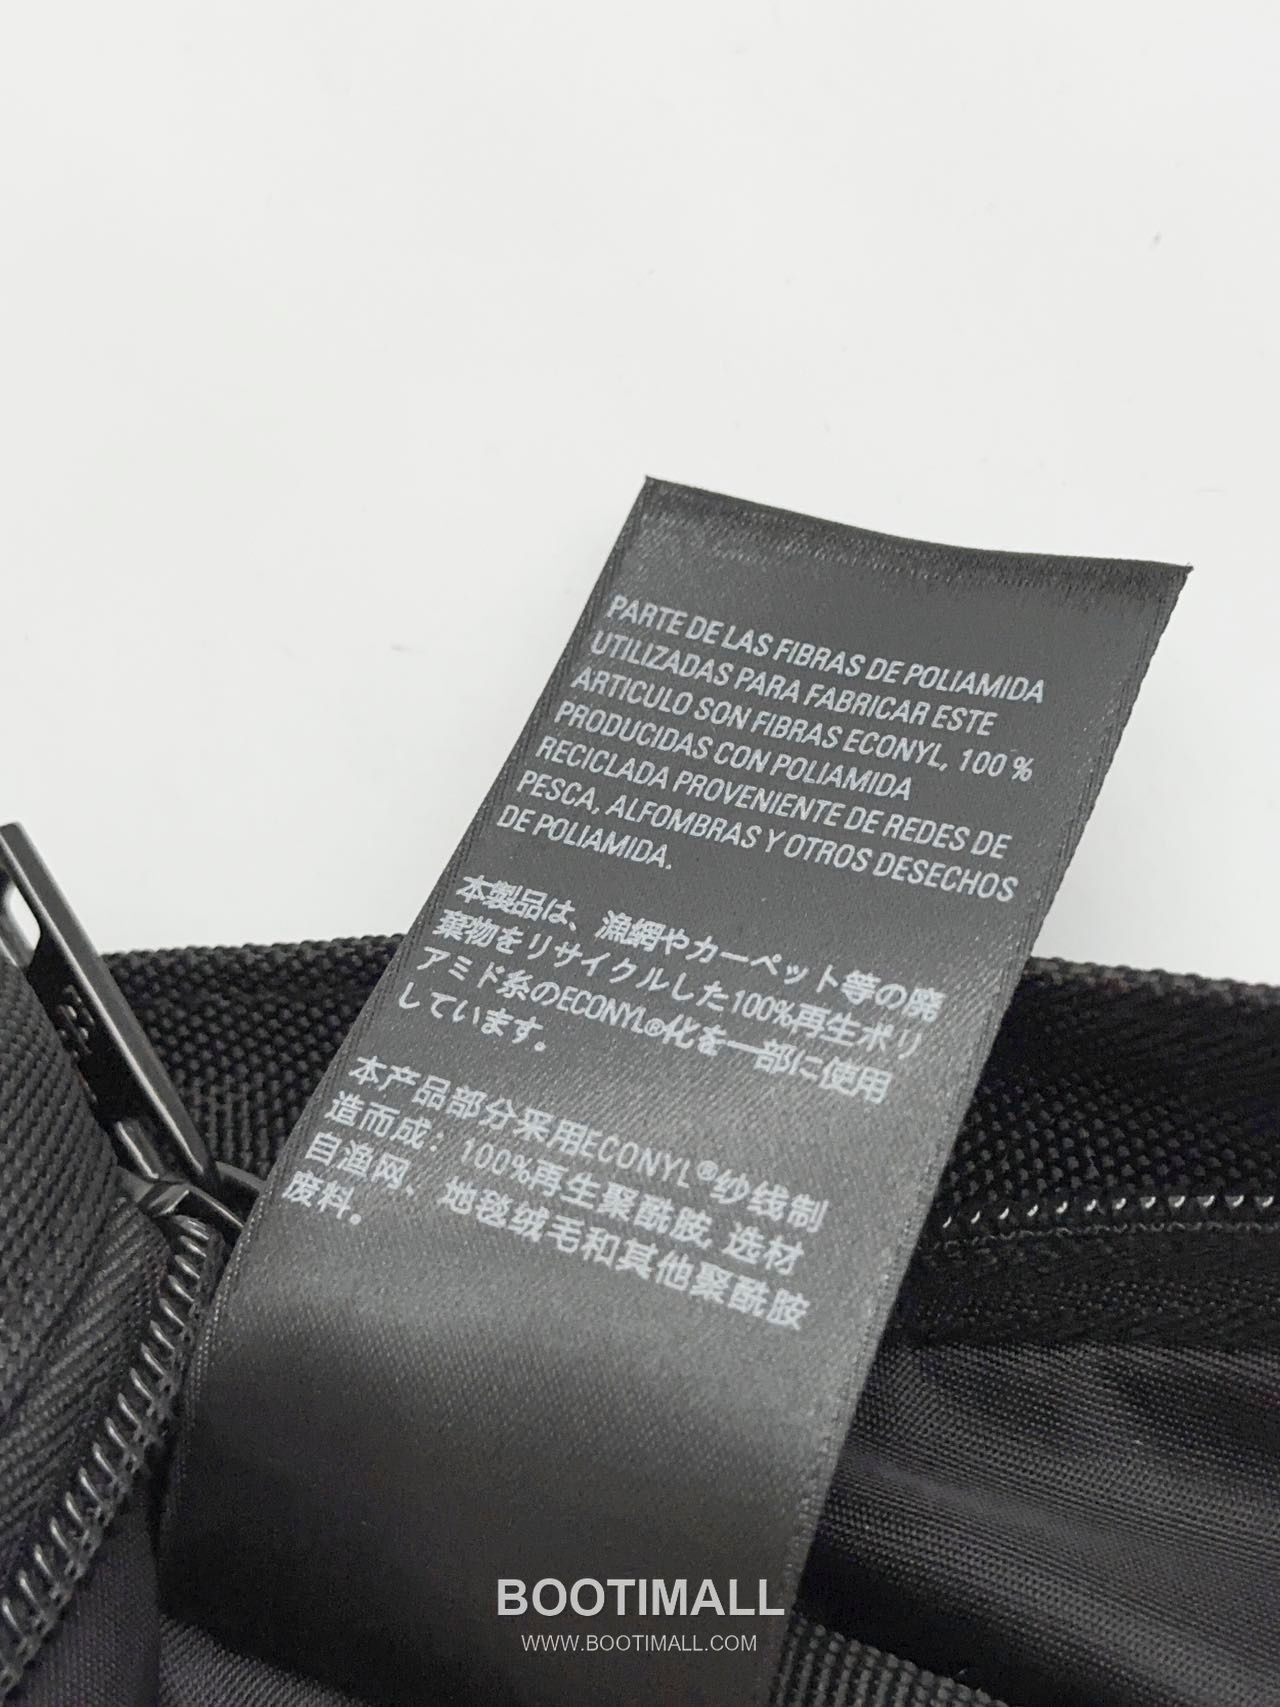 PARTE DE LAS FIBRAS DE POLIAMIDA
UTILIZADAS PARA FABRICAR ESTE
ARTICULO SON FIBRAS ECONYL, 100 %
PRODUCIDAS CON POLIAMIDA
RECICLADA PROVENIENTE DE REDES DE
PESCA, ALFOMBRAS Y OTROS DESECHOS
DE POLIAMIDA.
本製品は、漁網やカーペット等の廃
棄物をリサイクルした100%再生ポリ
アミド糸のECONYL®化を一部に使用
しています。
本产品部分采用ECONYL®纱线制
造而成：100%再生聚酰胺, 选材
自渔网、地毯绒毛和其他聚酰胺
废料。
BOOTIMALL
WWW.BOOTIMALL.COM